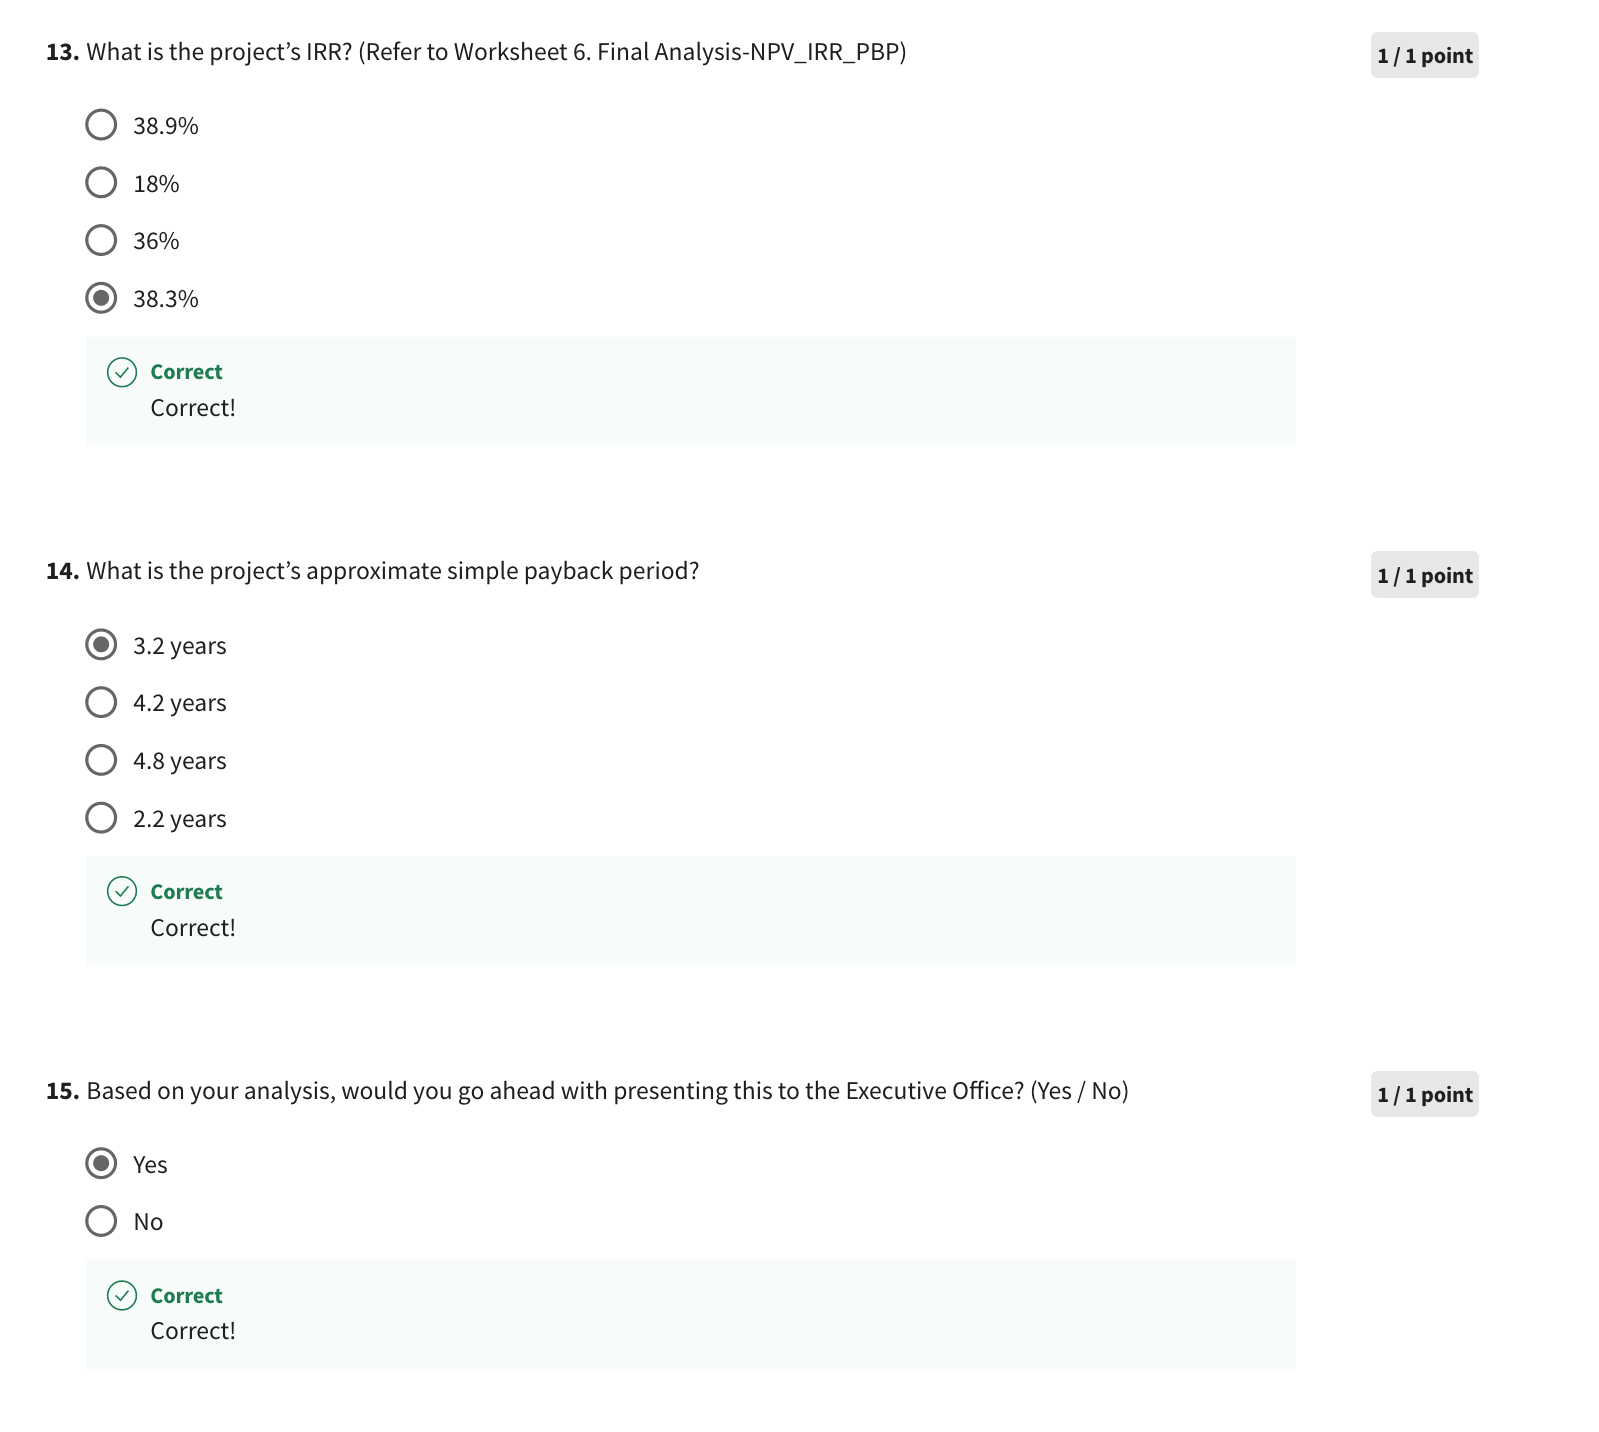 13. What is the project’s IRR? (Refer to Worksheet 6. Final Analysis-NPV_IRR_PBP)
1 / 1 point
38.9%
18%
36%
38.3%
Correct
Correct!
14. What is the project’s approximate simple payback period?
1 / 1 point
3.2 years
4.2 years
4.8 years
2.2 years
Correct
Correct!
15. Based on your analysis, would you go ahead with presenting this to the Executive Office? (Yes / No)
1 / 1 point
Yes
No
Correct
Correct!